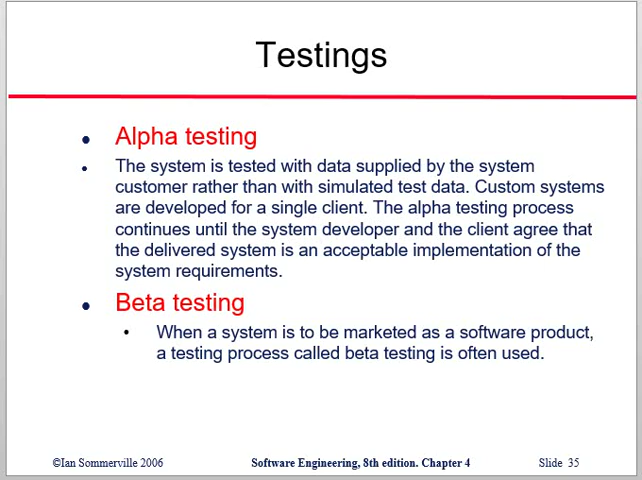 Testings
Alpha testing
The system is tested with data supplied by the system
customer rather than with simulated test data. Custom systems
are developed for a single client. The alpha testing process
continues until the system developer and the client agree that
the delivered system is an acceptable implementation of the
system requirements.
Beta testing
When a system is to be marketed as a software product,
a testing process called beta testing is often used.
©Ian Sommerville 2006 Software Engineering, 8th edition. Chapter 4 Slide 35